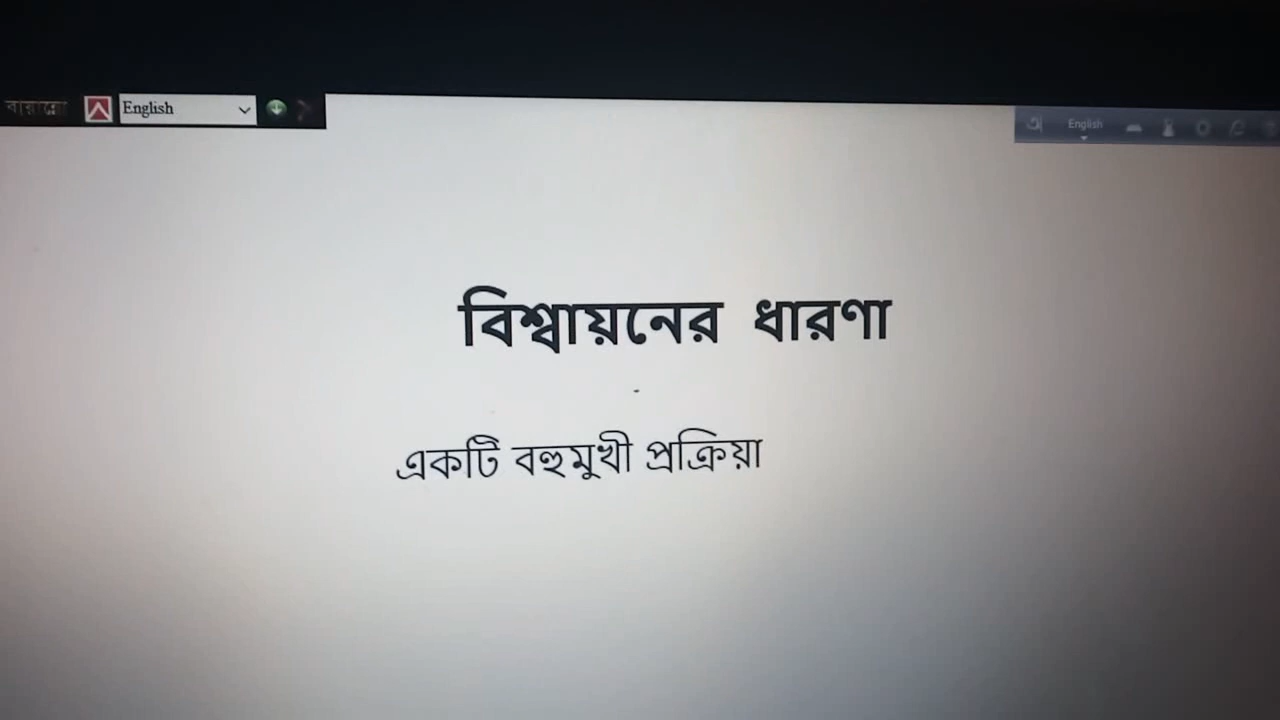 বায়ান্নো English
অ English
বিশ্বায়নের ধারণা
একটি বহুমুখী প্রক্রিয়া